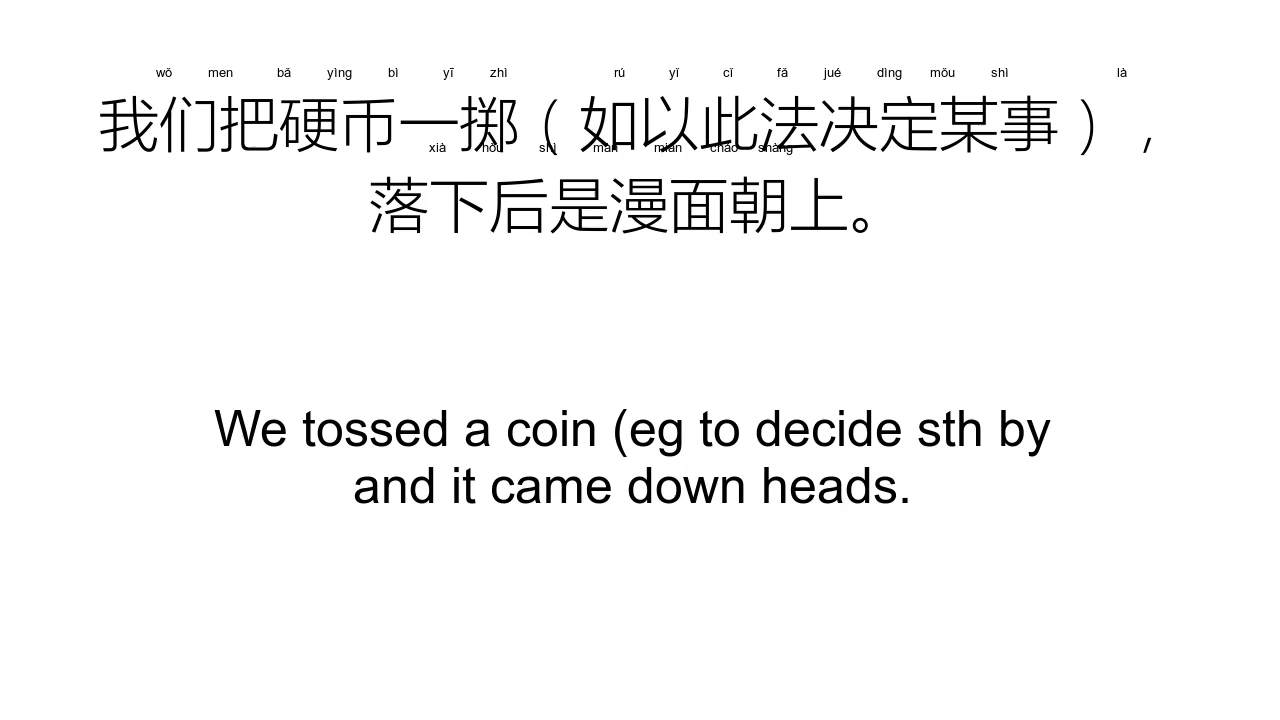 wǒ men bǎ yìng bì yī zhì rú yǐ cǐ fǎ jué dìng mǒu shì là
我们把硬币一掷（如以此法决定某事），
xià hòu shì màn miàn cháo shàng
落下后是漫面朝上。
We tossed a coin (eg to decide sth by
and it came down heads.